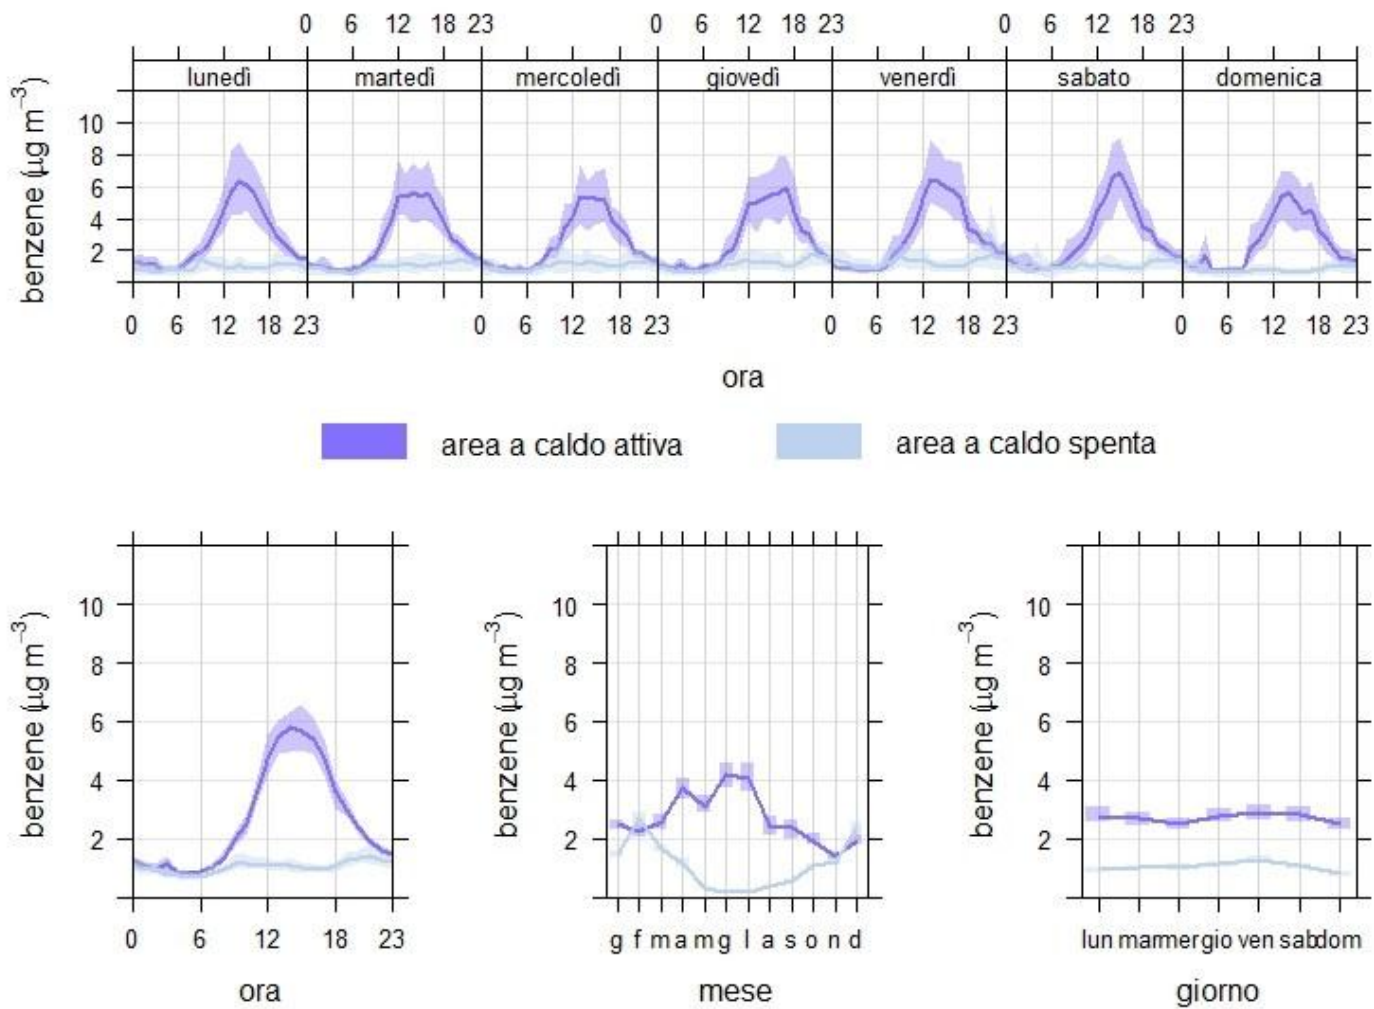 0 6 12 18 23 0 6 12 18 23 0 6 12 18 23
lunedì martedì mercoledì giovedì venerdì sabato domenica
benzene (µg m⁻³)
10
8
6
4
2
0 6 12 18 23 0 6 12 18 23 0 6 12 18 23 0 6 12 18 23
ora
area a caldo attiva area a caldo spenta
benzene (µg m⁻³)
10
8
6
4
2
0 6 12 18 23
ora
benzene (µg m⁻³)
10
8
6
4
2
g f m a m g l a s o n d
mese
benzene (µg m⁻³)
10
8
6
4
2
lun mar mer gio ven sab dom
giorno